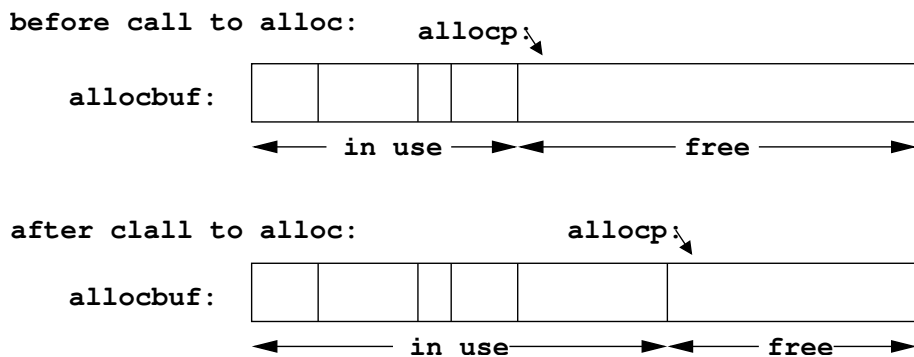 before call to alloc:
allocp:
allocbuf:
in use
free
after clall to alloc:
allocp:
allocbuf:
in use
free